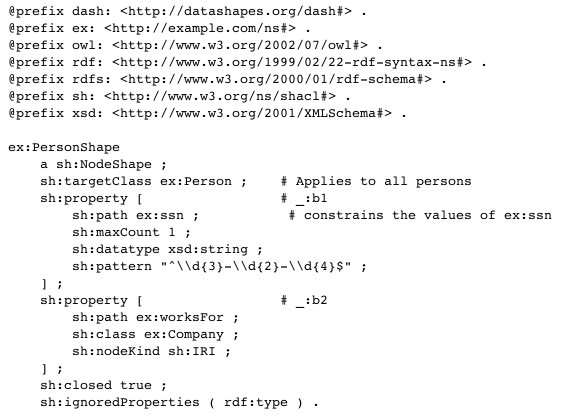 @prefix dash: <http://datashapes.org/dash#> .
@prefix ex: <http://example.com/ns#> .
@prefix owl: <http://www.w3.org/2002/07/owl#> .
@prefix rdf: <http://www.w3.org/1999/02/22-rdf-syntax-ns#> .
@prefix rdfs: <http://www.w3.org/2000/01/rdf-schema#> .
@prefix sh: <http://www.w3.org/ns/shacl#> .
@prefix xsd: <http://www.w3.org/2001/XMLSchema#> .

ex:PersonShape
    a sh:NodeShape ;
    sh:targetClass ex:Person ;    # Applies to all persons
    sh:property [                 # _:b1
        sh:path ex:ssn ;           # constrains the values of ex:ssn
        sh:maxCount 1 ;
        sh:datatype xsd:string ;
        sh:pattern "^\\d{3}-\\d{2}-\\d{4}$" ;
    ] ;
    sh:property [                 # _:b2
        sh:path ex:worksFor ;
        sh:class ex:Company ;
        sh:nodeKind sh:IRI ;
    ] ;
    sh:closed true ;
    sh:ignoredProperties ( rdf:type ) .